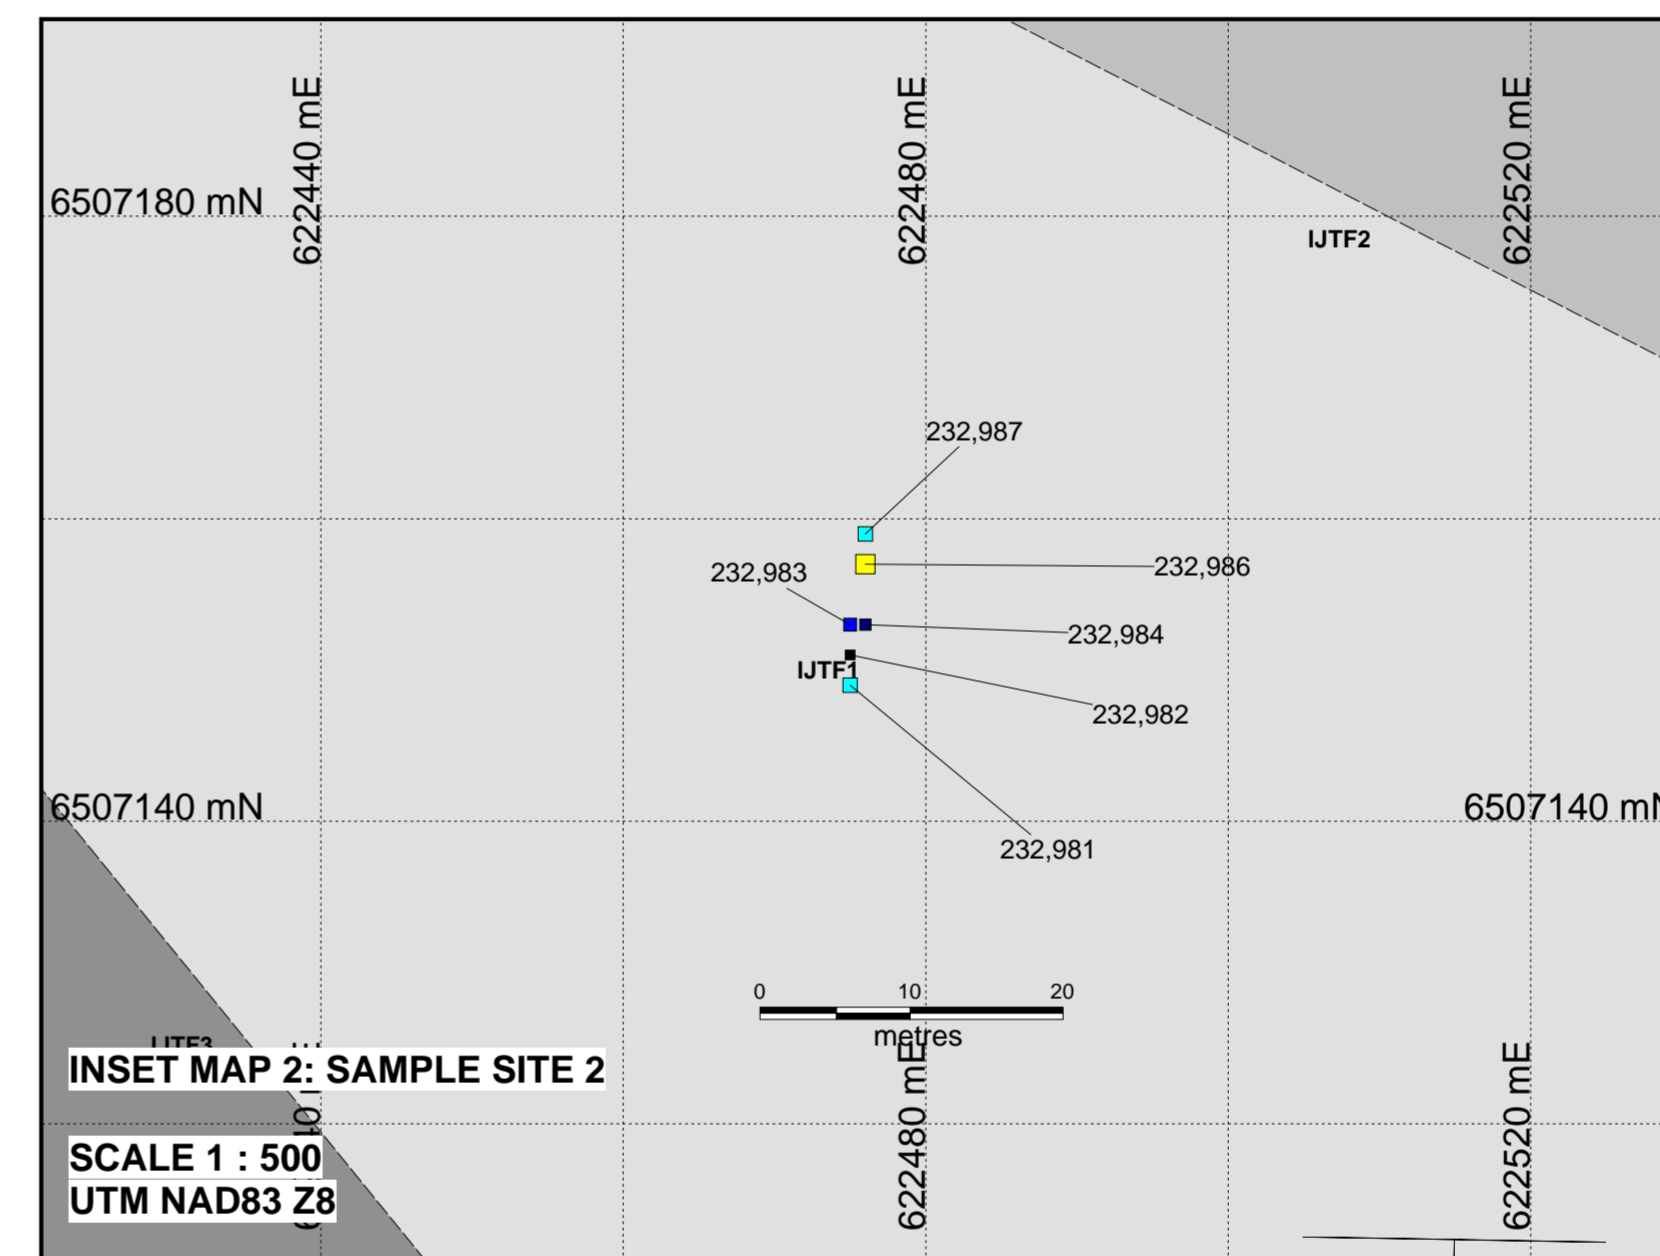 622440 mE
622480 mE
622520 mE
6507180 mN
IJTF2
232,987
232,986
232,983
232,984
IJTF1
232,982
6507140 mN
6507140 mN
232,981
0 10 20
metres
INSET MAP 2: SAMPLE SITE 2
622480 mE
622520 mE
SCALE 1 : 500
UTM NAD83 Z8